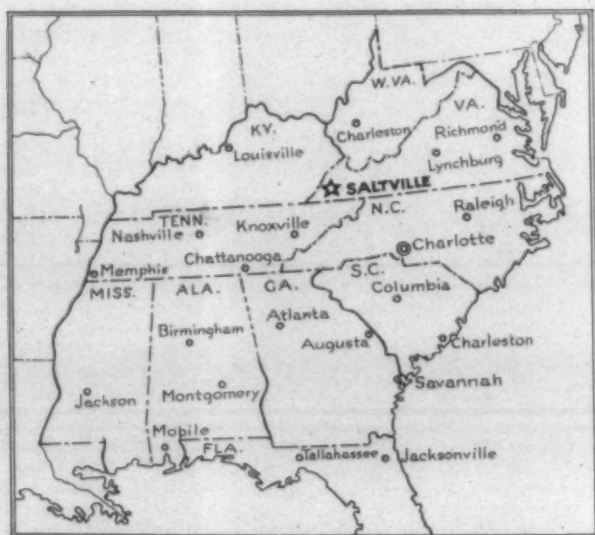 W.VA.
KY.
VA.
Charleston
Richmond
Louisville
Lynchburg
SALTVILLE
TENN.
N.C.
Nashville
Knoxville
Raleigh
Chattanooga
Charlotte
Memphis
S.C.
MISS.
ALA.
GA.
Columbia
Atlanta
Birmingham
Augusta
Charleston
Savannah
Jackson
Montgomery
Mobile
FLA.
Tallahassee
Jacksonville